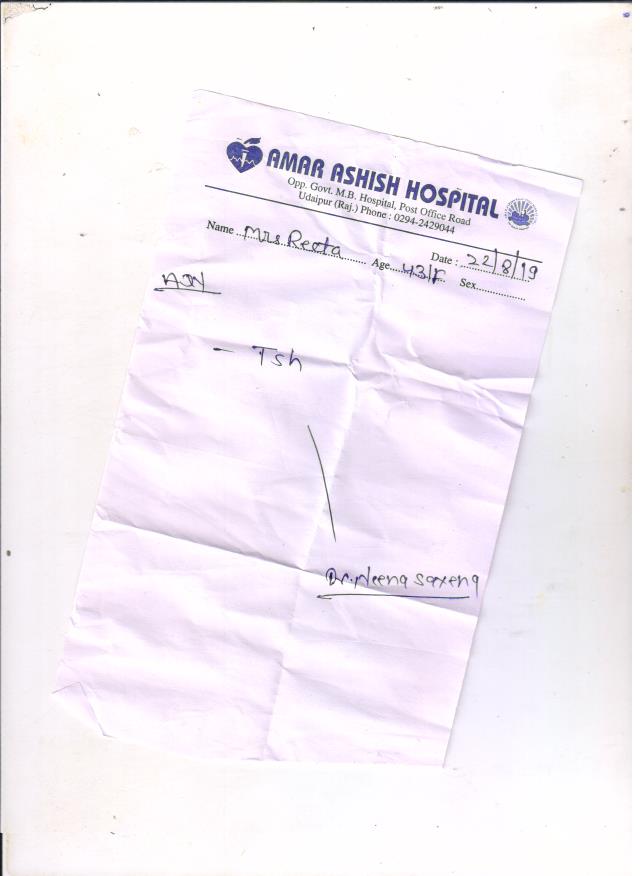 AMAR ASHISH HOSPITAL
Opp. Govt. M.B. Hospital, Post Office Road
Udaipur (Raj.) Phone : 0294-2429044
Name Mrs. Reeta Age 43/F Date : 22/8/19
Sex
Tsh
Dr. Neena Saxena